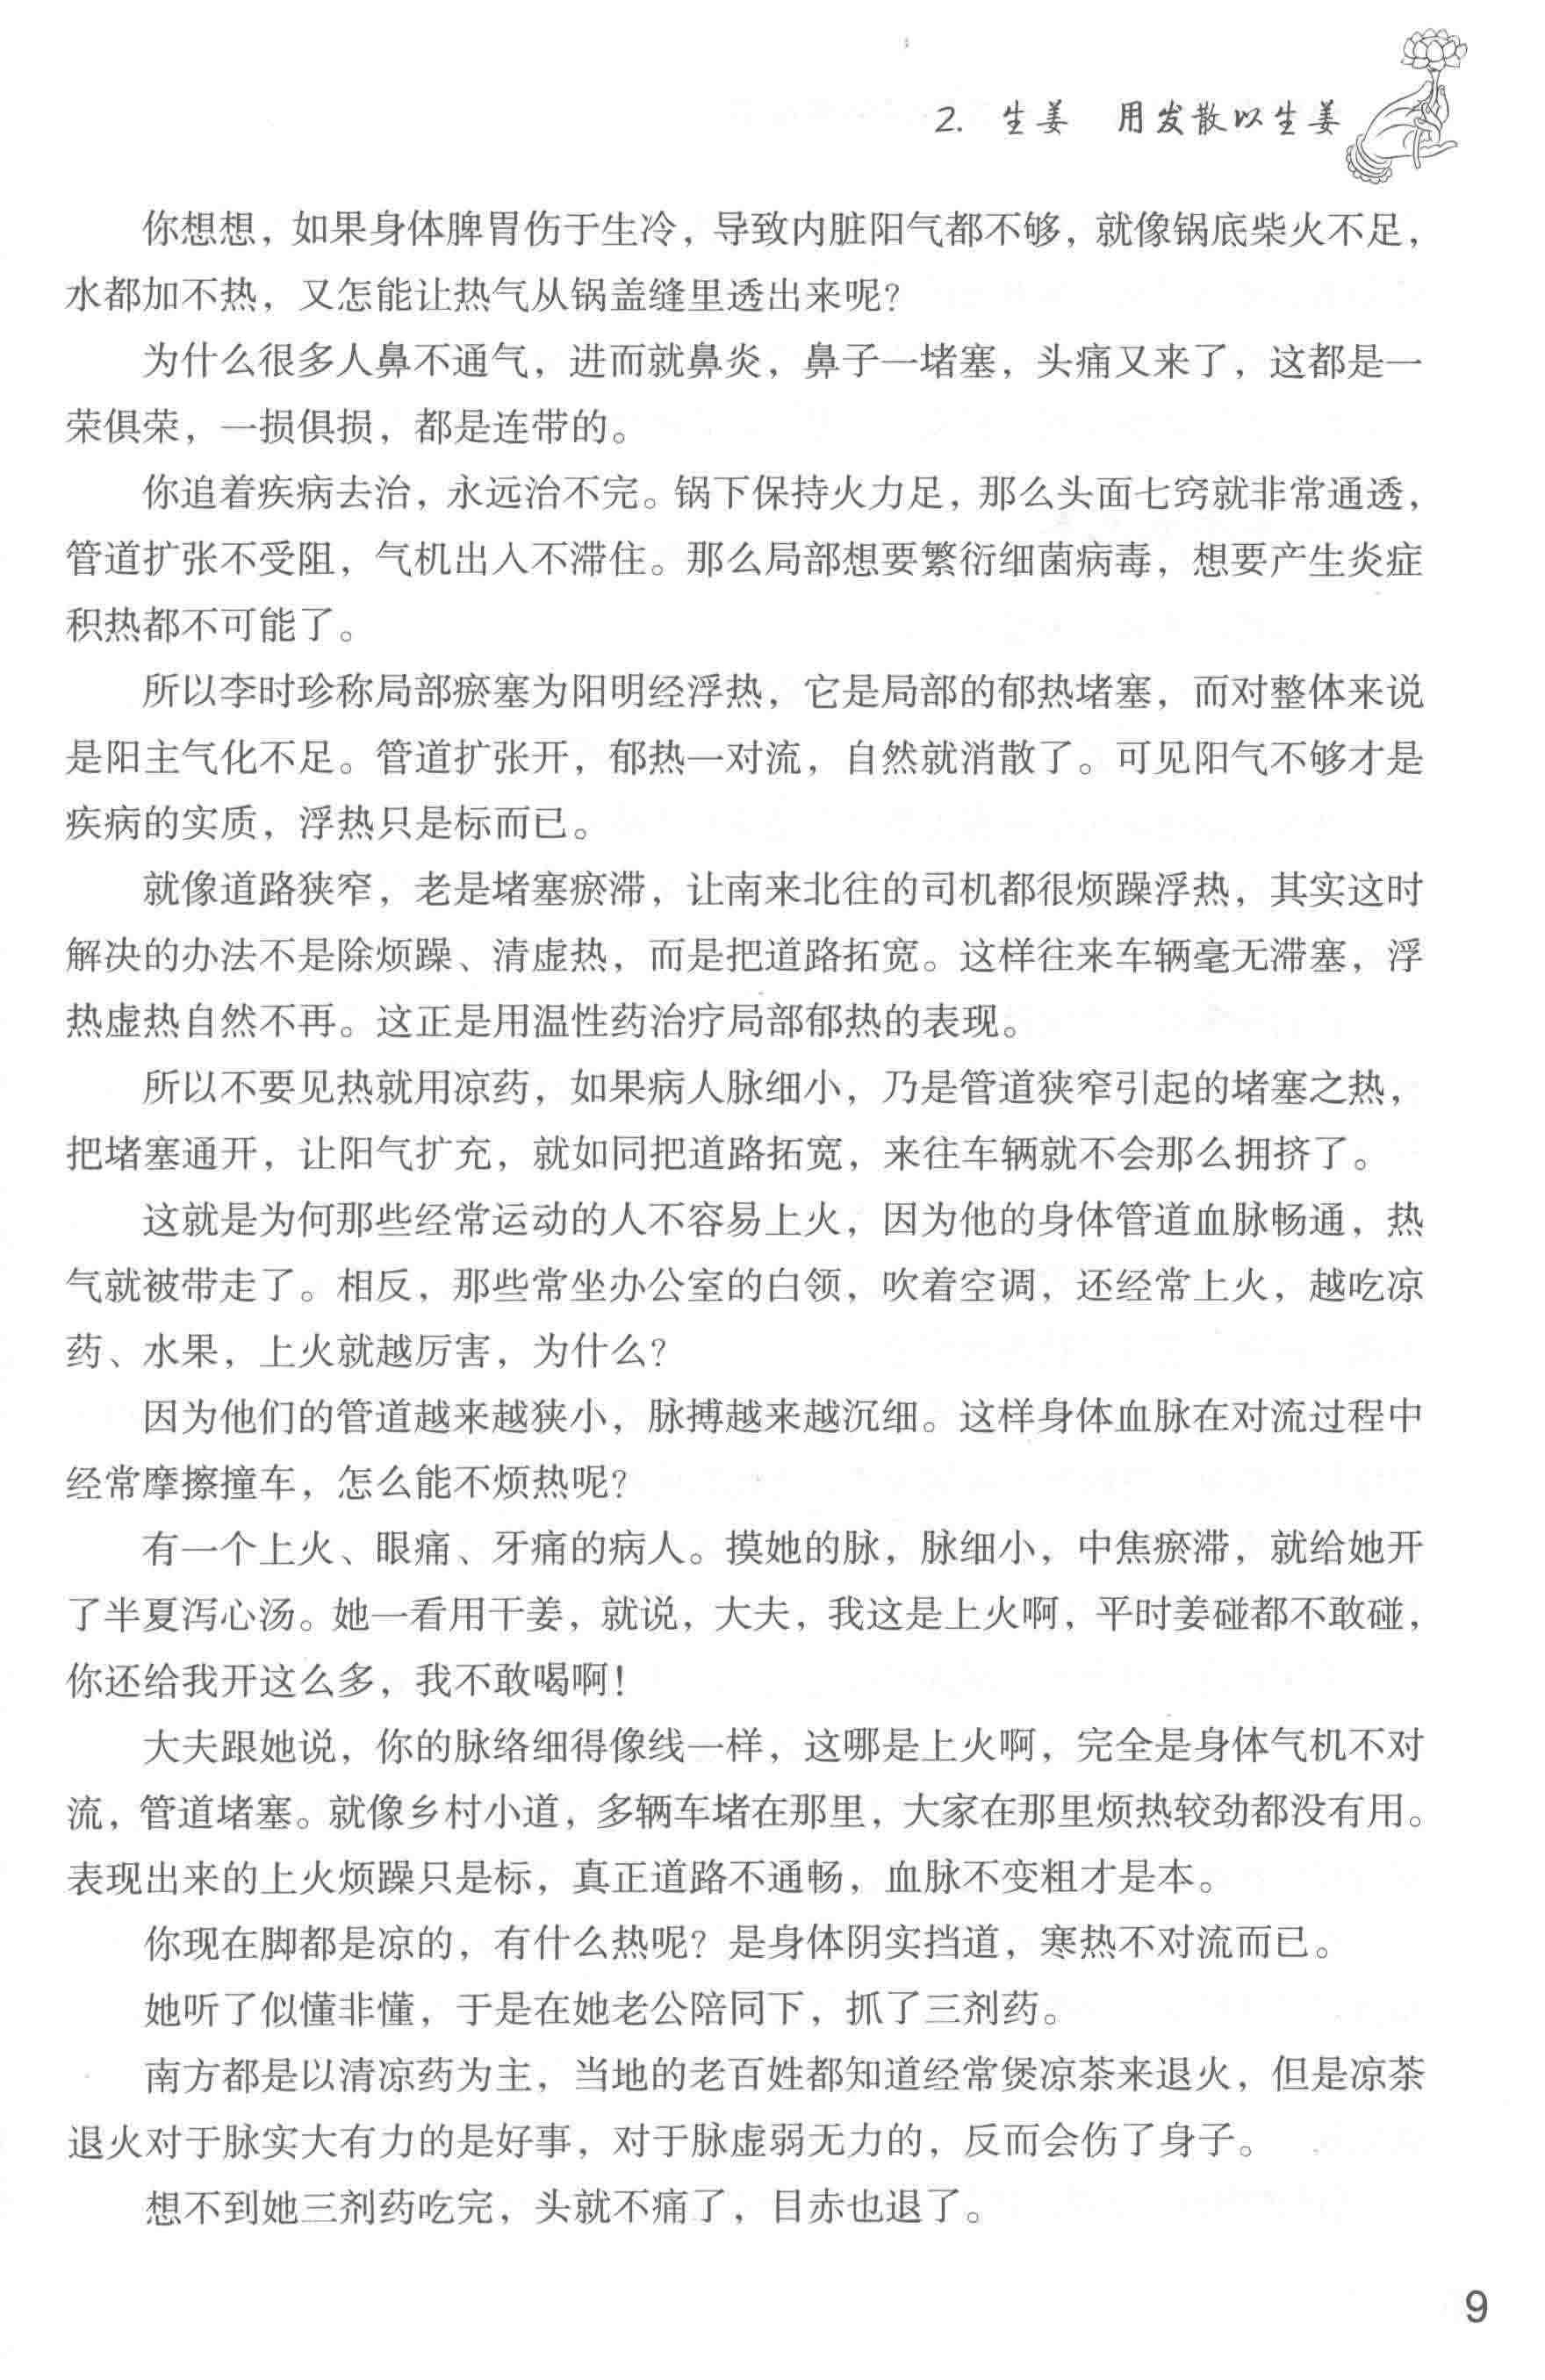 2. 生姜　用发散以生姜
你想想，如果身体脾胃伤于生冷，导致内脏阳气都不够，就像锅底柴火不足，
水都加不热，又怎能让热气从锅盖缝里透出来呢？
为什么很多人鼻不通气，进而就鼻炎，鼻子一堵塞，头痛又来了，这都是一
荣俱荣，一损俱损，都是连带的。
你追着疾病去治，永远治不完。锅下保持火力足，那么头面七窍就非常通透，
管道扩张不受阻，气机出入不滞住。那么局部想要繁衍细菌病毒，想要产生炎症
积热都不可能了。
所以李时珍称局部瘀塞为阳明经浮热，它是局部的郁热堵塞，而对整体来说
是阳主气化不足。管道扩张开，郁热一对流，自然就消散了。可见阳气不够才是
疾病的实质，浮热只是标而已。
就像道路狭窄，老是堵塞瘀滞，让南来北往的司机都很烦躁浮热，其实这时
解决的办法不是除烦躁、清虚热，而是把道路拓宽。这样往来车辆毫无滞塞，浮
热虚热自然不再。这正是用温性药治疗局部郁热的表现。
所以不要见热就用凉药，如果病人脉细小，乃是管道狭窄引起的堵塞之热，
把堵塞通开，让阳气扩充，就如同把道路拓宽，来往车辆就不会那么拥挤了。
这就是为何那些经常运动的人不容易上火，因为他的身体管道血脉畅通，热
气就被带走了。相反，那些常坐办公室的白领，吹着空调，还经常上火，越吃凉
药、水果，上火就越厉害，为什么？
因为他们的管道越来越狭小，脉搏越来越沉细。这样身体血脉在对流过程中
经常摩擦撞车，怎么能不烦热呢？
有一个上火、眼痛、牙痛的病人。摸她的脉，脉细小，中焦瘀滞，就给她开
了半夏泻心汤。她一看用干姜，就说，大夫，我这是上火啊，平时姜碰都不敢碰，
你还给我开这么多，我不敢喝啊！
大夫跟她说，你的脉络细得像线一样，这哪是上火啊，完全是身体气机不对
流，管道堵塞。就像乡村小道，多辆车堵在那里，大家在那里烦热较劲都没有用。
表现出来的上火烦躁只是标，真正道路不通畅，血脉不变粗才是本。
你现在脚都是凉的，有什么热呢？是身体阴实挡道，寒热不对流而已。
她听了似懂非懂，于是在她老公陪同下，抓了三剂药。
南方都是以清凉药为主，当地的老百姓都知道经常煲凉茶来退火，但是凉茶
退火对于脉实大有力的是好事，对于脉虚弱无力的，反而会伤了身子。
想不到她三剂药吃完，头就不痛了，目赤也退了。
9